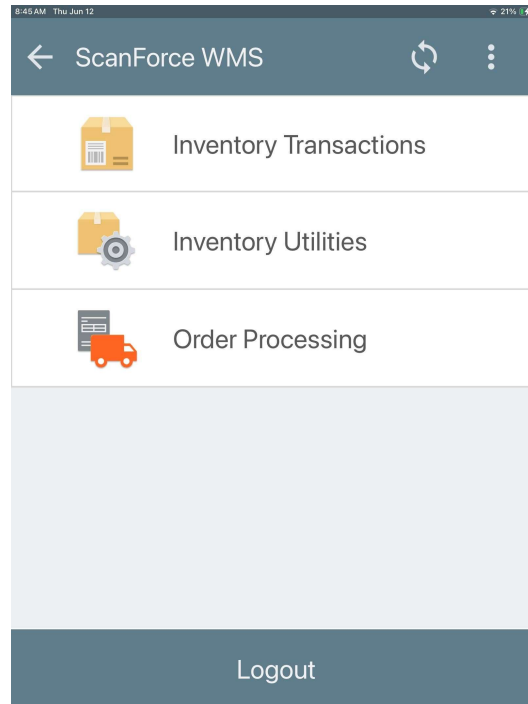 8:45 AM Thu Jun 12 21%
ScanForce WMS
Inventory Transactions
Inventory Utilities
Order Processing
Logout